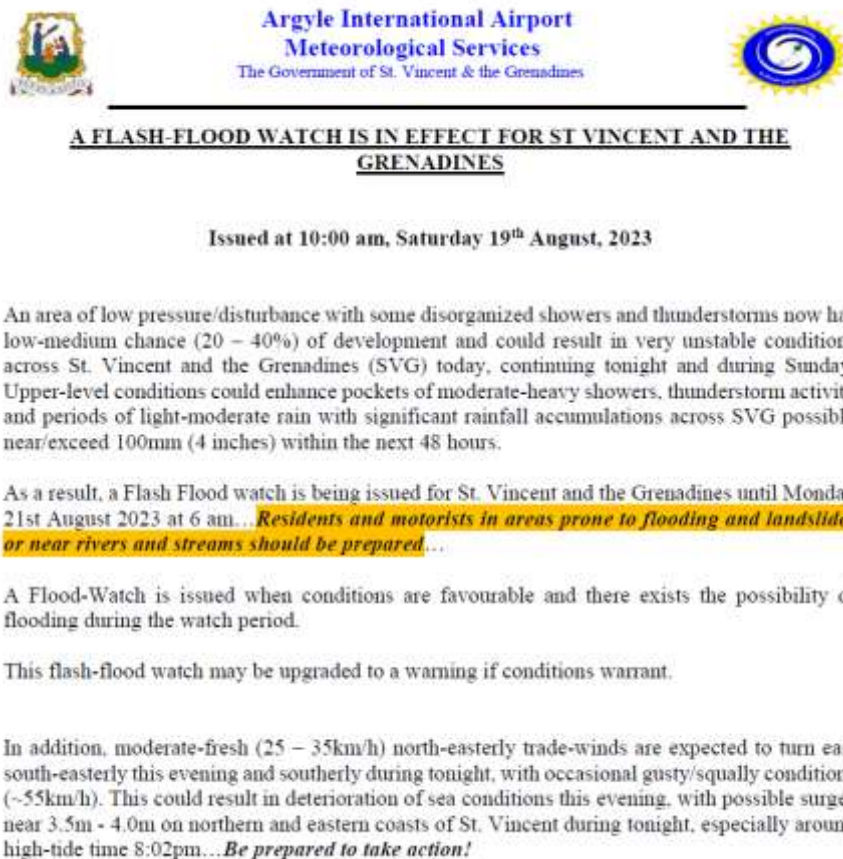 Argyle International Airport
Meteorological Services
The Government of St. Vincent & the Grenadines
A FLASH-FLOOD WATCH IS IN EFFECT FOR ST VINCENT AND THE
GRENADINES
Issued at 10:00 am, Saturday 19th August, 2023
An area of low pressure/disturbance with some disorganized showers and thunderstorms now ha
low-medium chance (20 – 40%) of development and could result in very unstable condition
across St. Vincent and the Grenadines (SVG) today, continuing tonight and during Sunday
Upper-level conditions could enhance pockets of moderate-heavy showers, thunderstorm activit
and periods of light-moderate rain with significant rainfall accumulations across SVG possibl
near/exceed 100mm (4 inches) within the next 48 hours.
As a result, a Flash Flood watch is being issued for St. Vincent and the Grenadines until Monda
21st August 2023 at 6 am…Residents and motorists in areas prone to flooding and landslide
or near rivers and streams should be prepared…
A Flood-Watch is issued when conditions are favourable and there exists the possibility o
flooding during the watch period.
This flash-flood watch may be upgraded to a warning if conditions warrant.
In addition, moderate-fresh (25 – 35km/h) north-easterly trade-winds are expected to turn ea
south-easterly this evening and southerly during tonight, with occasional gusty/squally condition
(~55km/h). This could result in deterioration of sea conditions this evening, with possible surge
near 3.5m - 4.0m on northern and eastern coasts of St. Vincent during tonight, especially aroun
high-tide time 8:02pm…Be prepared to take action!